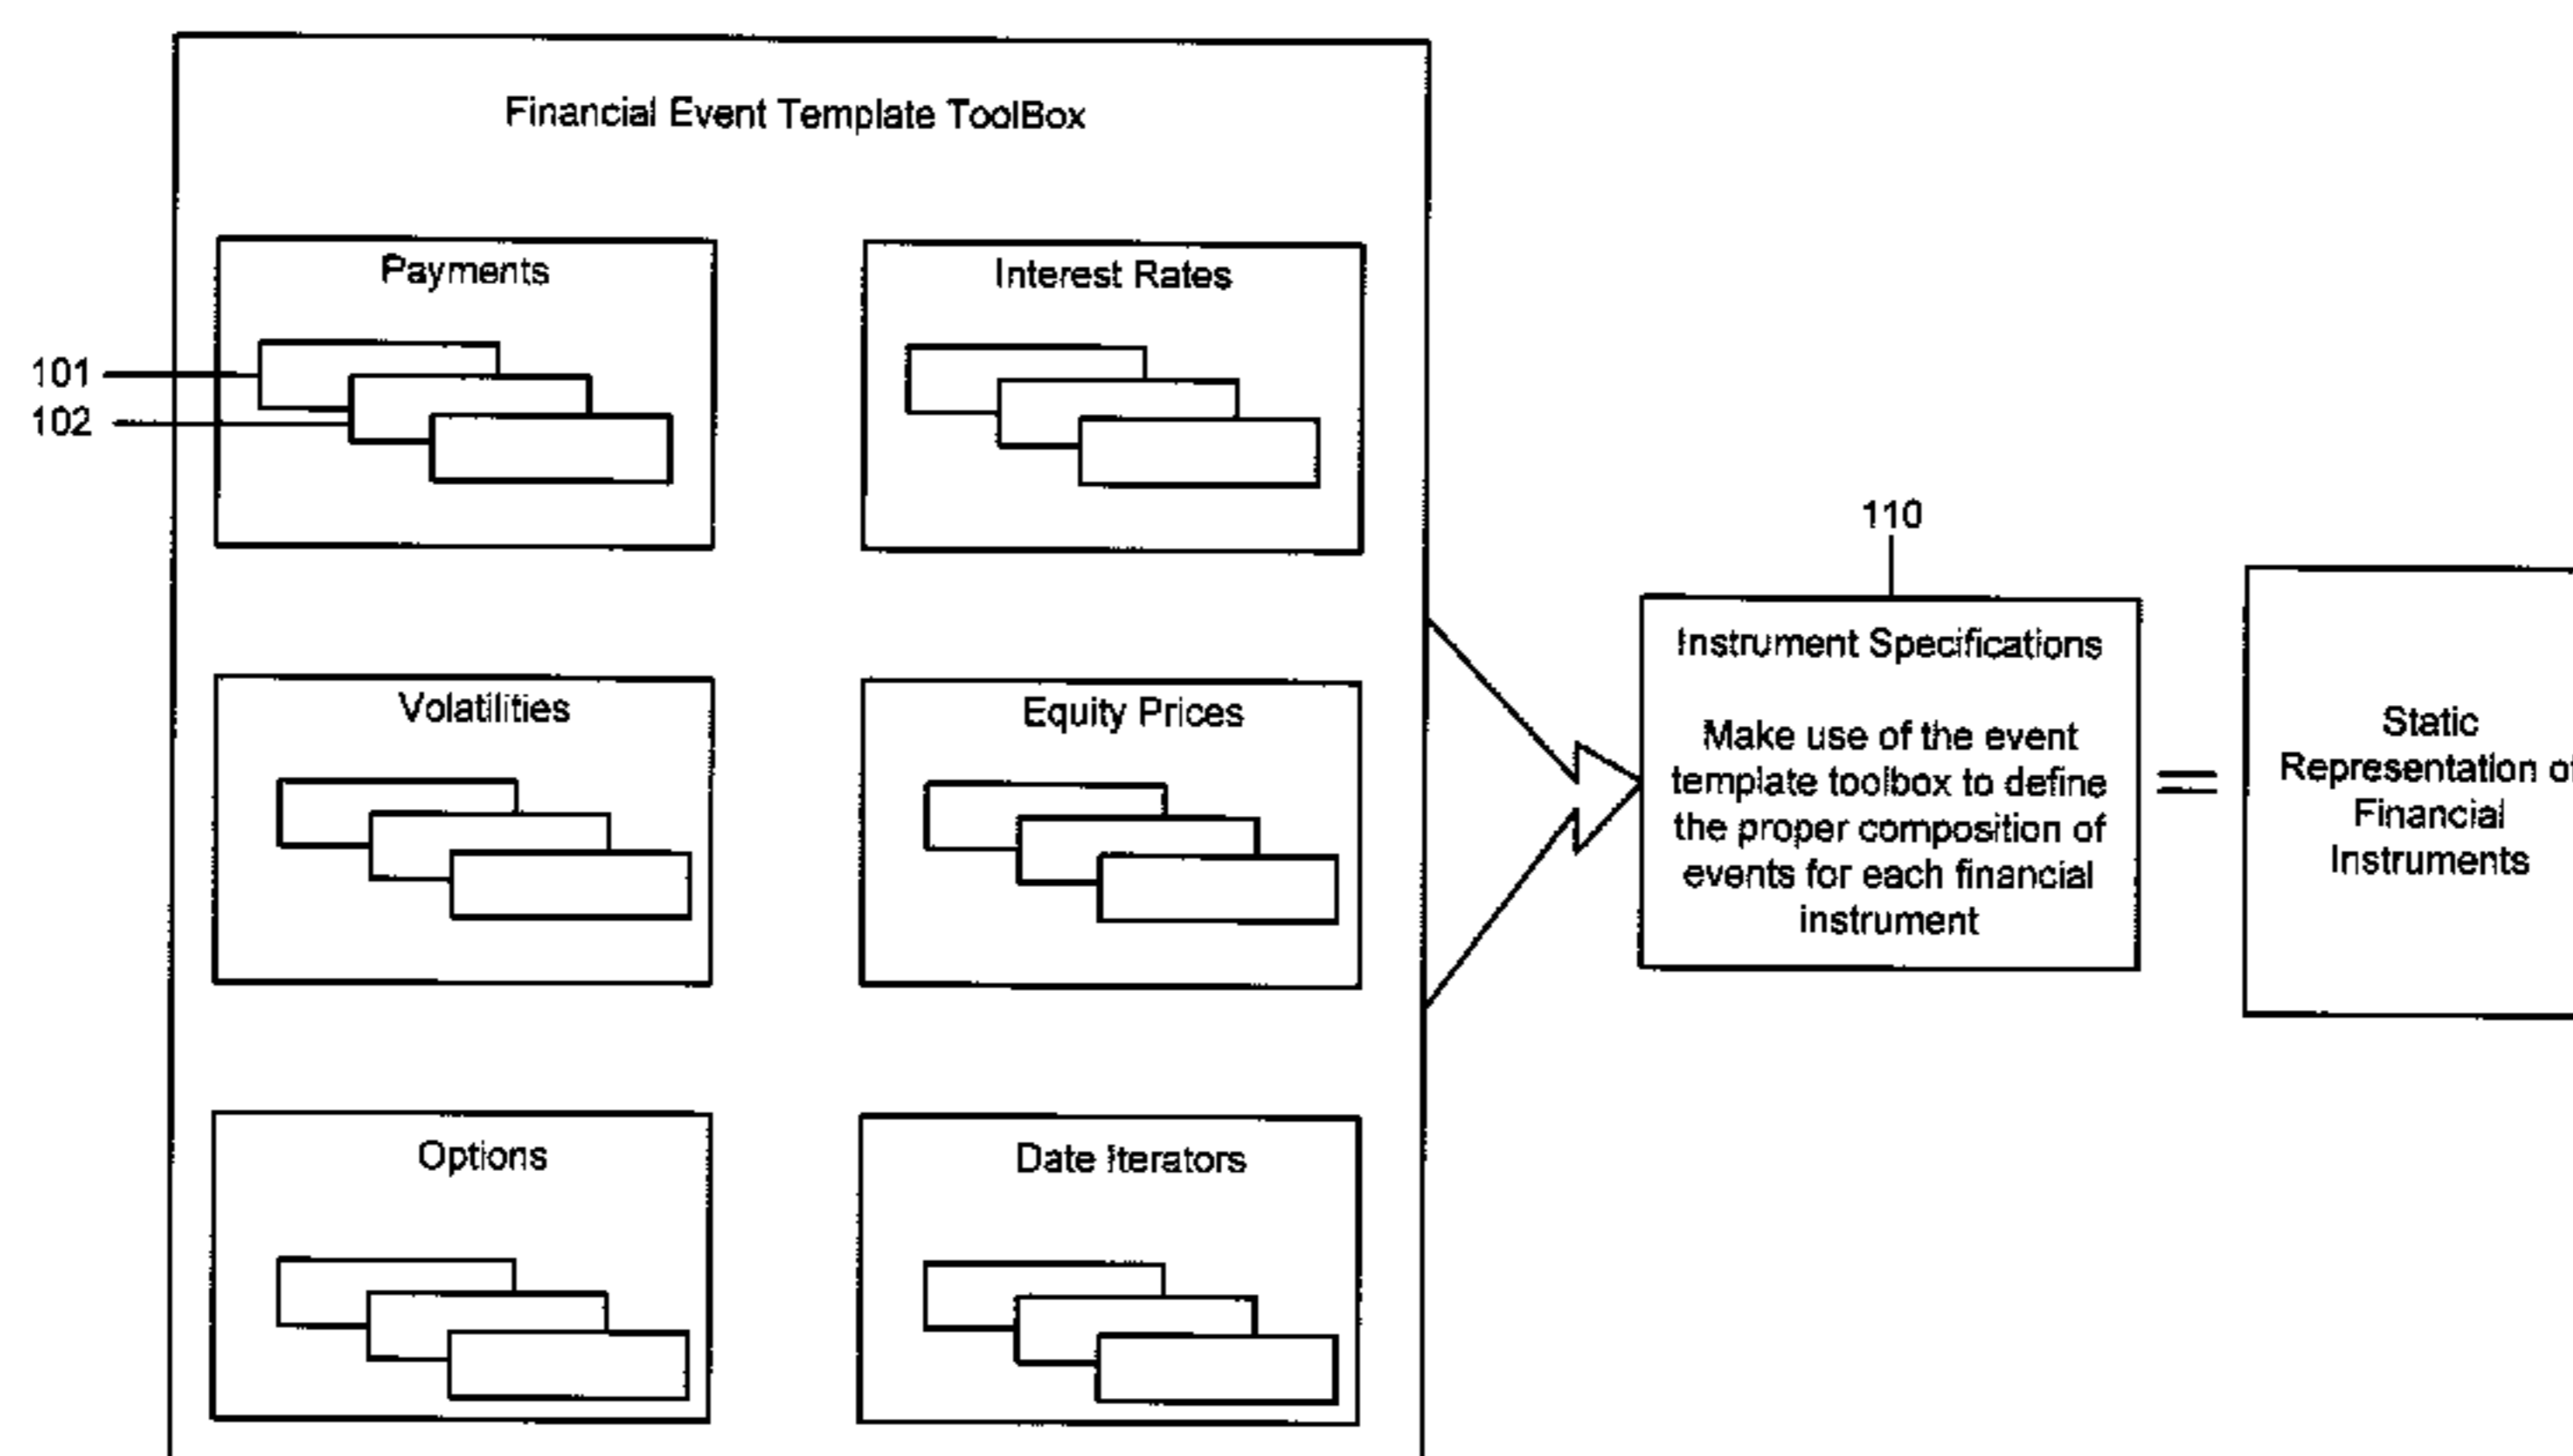 Financial Event Template ToolBox
Payments
Interest Rates
101
102
110
Instrument Specifications
Make use of the event
template toolbox to define
the proper composition of
events for each financial
instrument
=
Static
Representation of
Financial
Instruments
Volatilities
Equity Prices
Options
Date Iterators